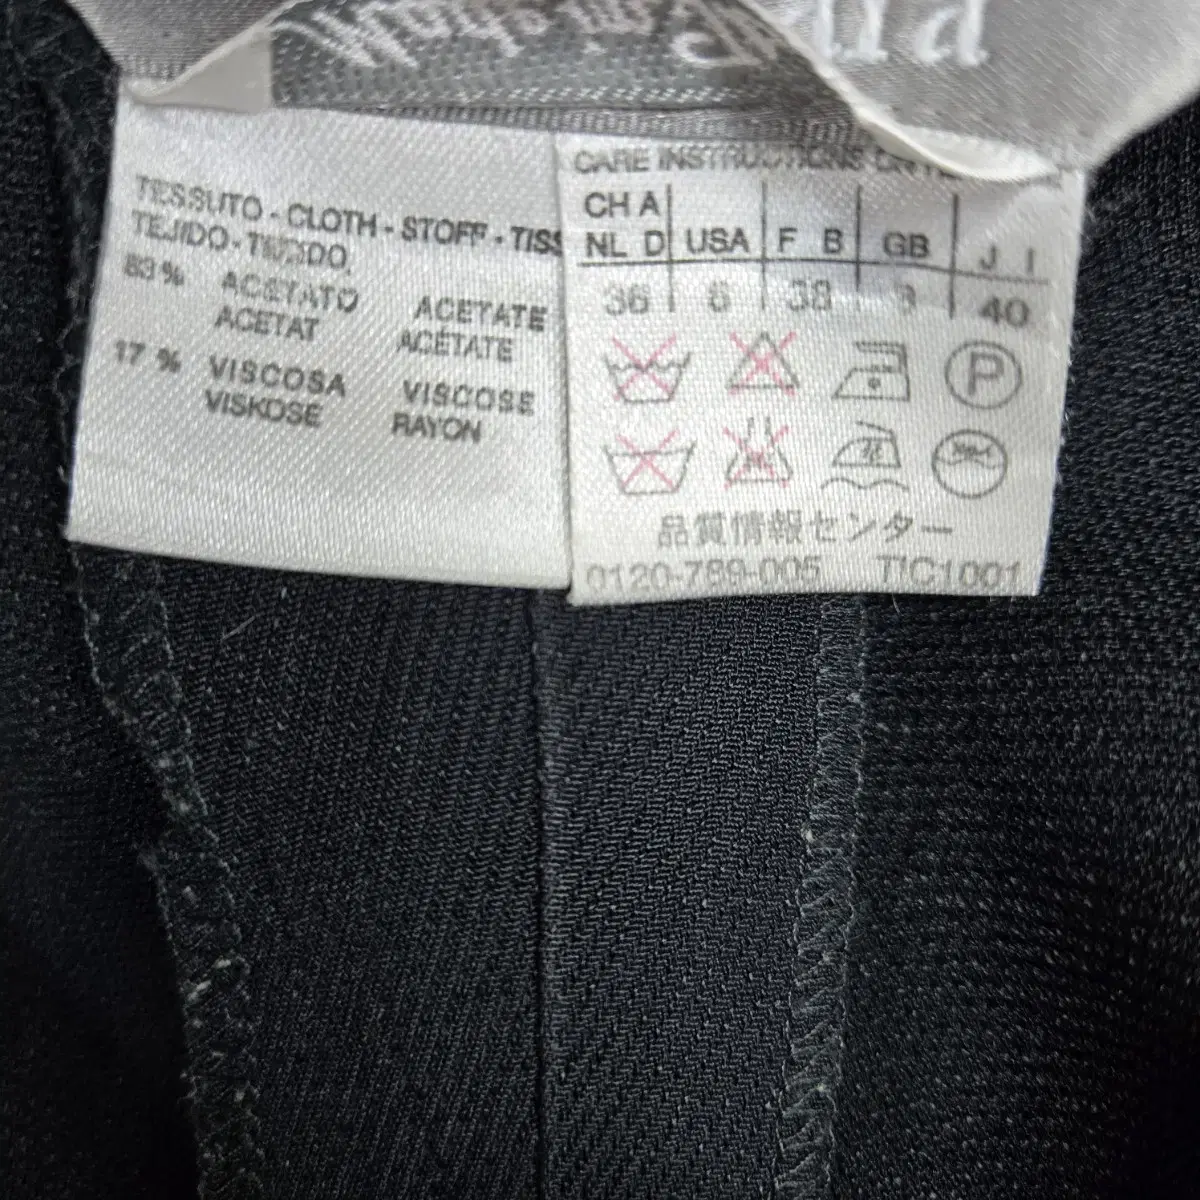 TESSUTO - CLOTH - STOFF - TISS
TEJIDO - TECIDO
83 % ACETATO ACETATE
ACETAT ACÉTATE
17 % VISCOSA VISCOSE
VISKOSE RAYON
CARE INSTRUCTIONS
CH A
NL D USA F B GB J I
36 6 38 40
P
品質情報センター
0120-789-005 TIC1001